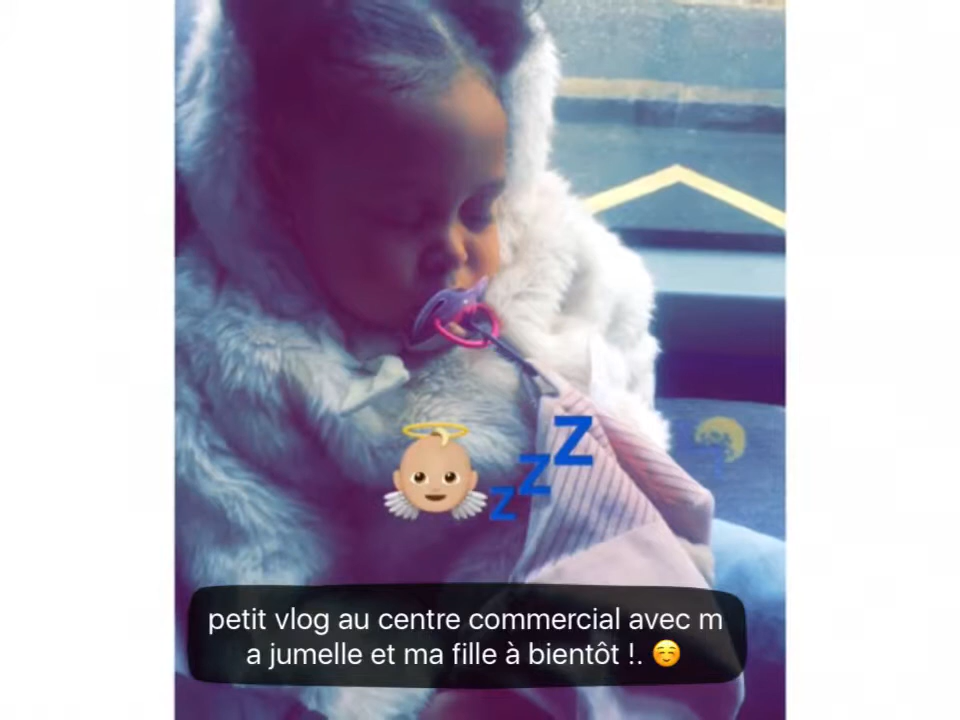 petit vlog au centre commercial avec m
a jumelle et ma fille à bientôt !. ☺️